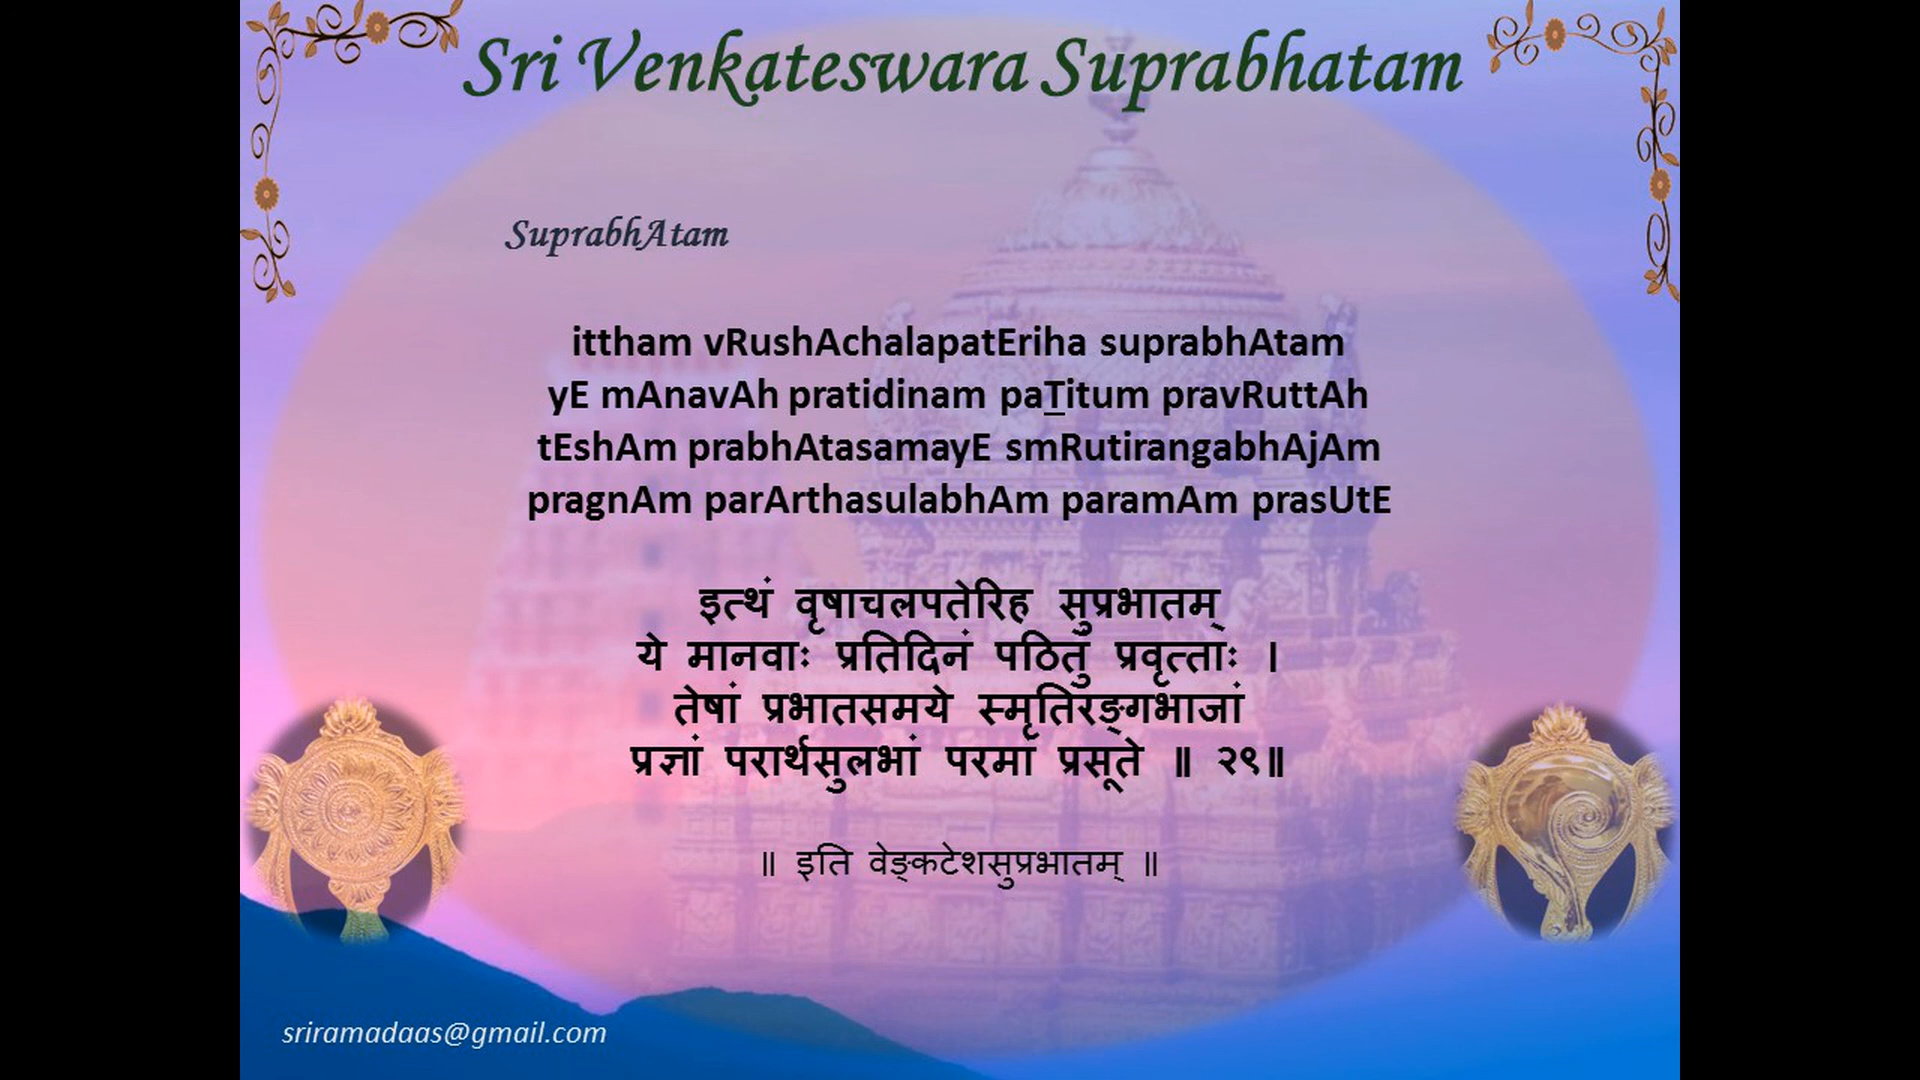 Sri Venkateswara Suprabhatam
SuprabhAtam
ittham vRushAchalapatEriha suprabhAtam
yE mAnavAh pratidinam paTitum pravRuttAh
tEshAm prabhAtasamayE smRutirangabhAjAm
pragnAm parArthasulabhAm paramAm prasUtE
इत्थं वृषाचलपतेरिह सुप्रभातम्
ये मानवाः प्रतिदिनं पठितुं प्रवृत्ताः ।
तेषां प्रभातसमये स्मृतिरङ्गभाजां
प्रज्ञां परार्थसुलभां परमां प्रसूते ॥ २९॥
॥ इति वेङ्कटेशसुप्रभातम् ॥
sriramadaas@gmail.com